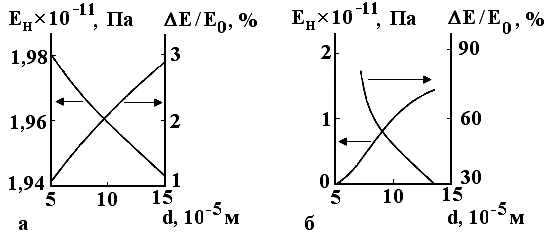 Eн×10⁻¹¹, Па ΔE/E₀, %
1,98
1,96
1,94
3
2
1
5 10 15
а d, 10⁻⁵м
Eн×10⁻¹¹, Па ΔE/E₀, %
2
1
0
90
60
30
5 10 15
б d, 10⁻⁵м